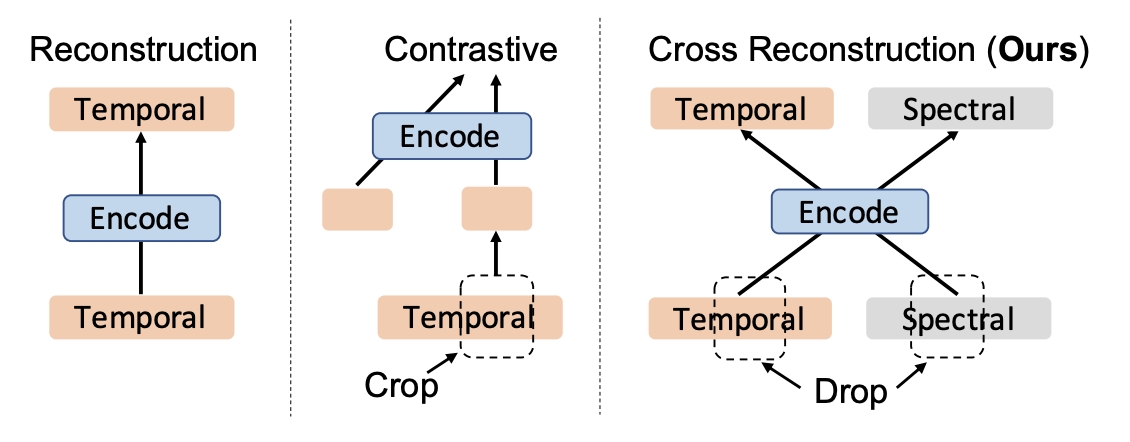 Reconstruction
Temporal
Encode
Temporal
Contrastive
Encode
Temporal
Crop
Cross Reconstruction (Ours)
Temporal
Spectral
Encode
Temporal
Spectral
Drop